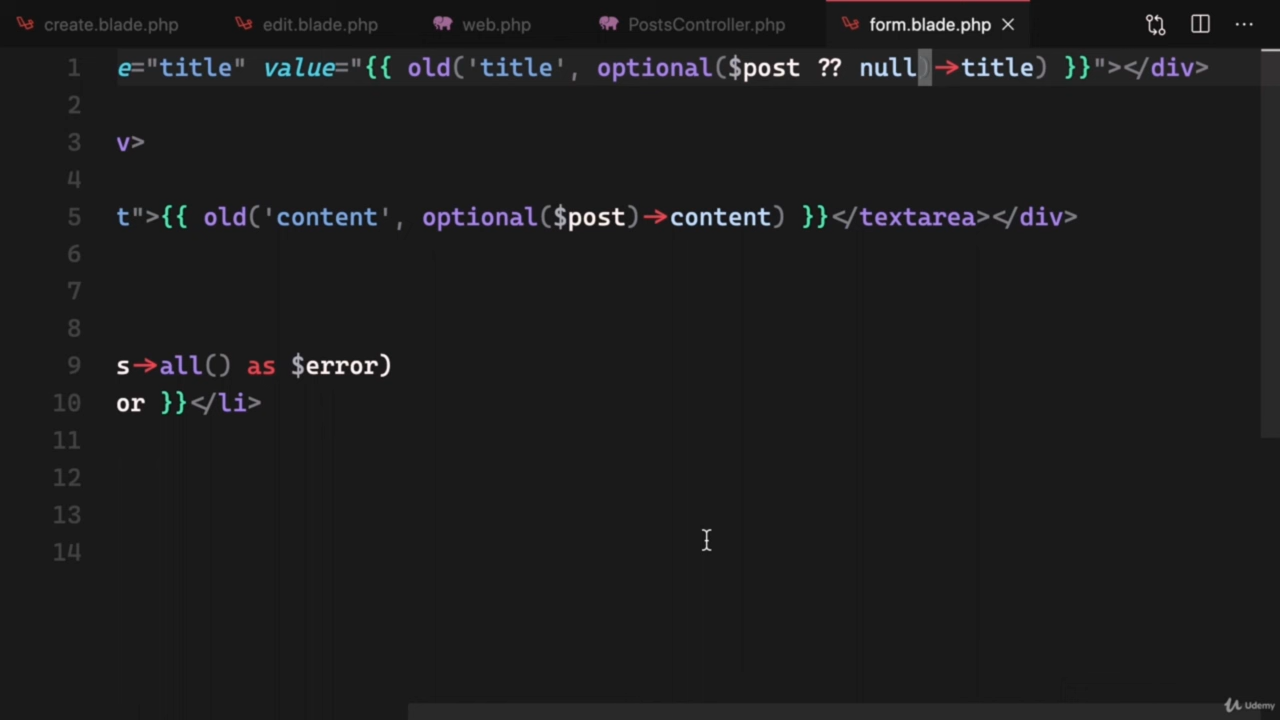 create.blade.php edit.blade.php web.php PostsController.php form.blade.php
1 e="title" value="{{ old('title', optional($post ?? null)->title) }}"></div>
2
3 v>
4
5 t">{{ old('content', optional($post)->content) }}</textarea></div>
6
7
8
9 s->all() as $error)
10 or }}</li>
11
12
13
14
Udemy